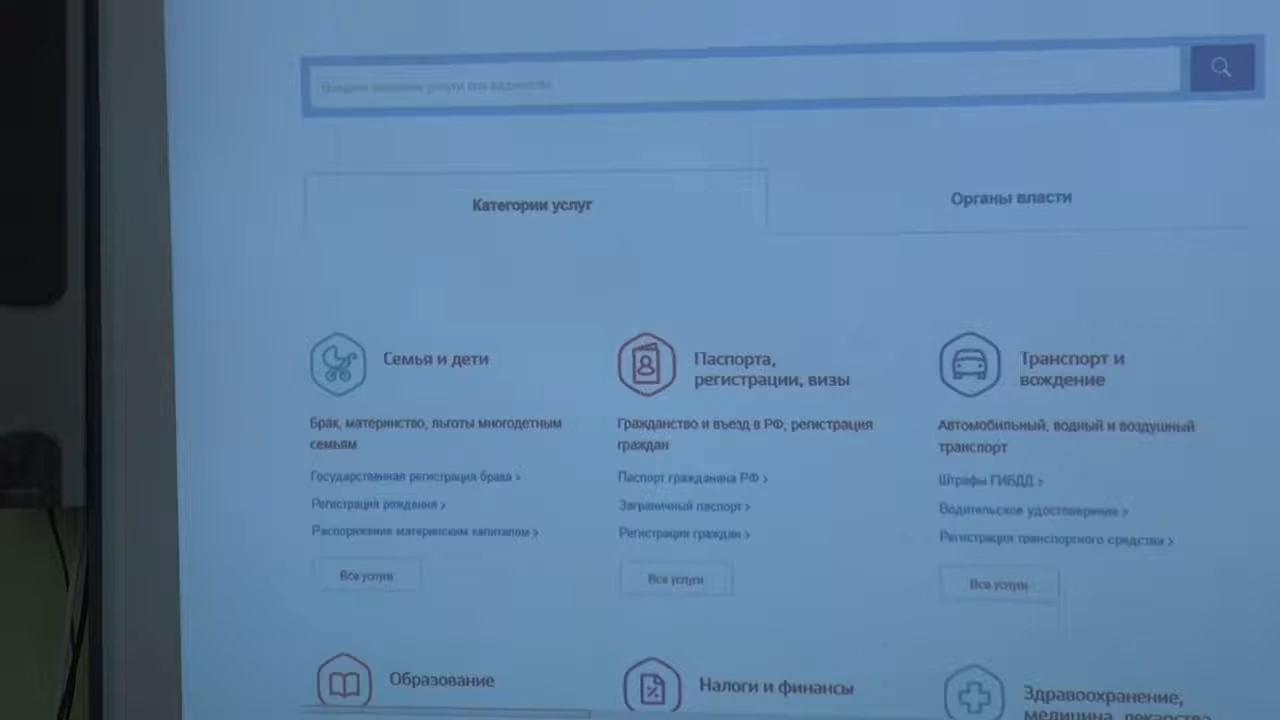 Категории услуг
Органы власти
Семья и дети
Паспорта,
регистрации, визы
Транспорт и
вождение
Брак, материнство, льготы многодетным
семьям
Гражданство и въезд в РФ, регистрация
граждан
Автомобильный, водный и воздушный
транспорт
Государственная регистрация брака >
Регистрация рождения >
Распоряжение материнским капиталом >
Паспорт гражданина РФ >
Заграничный паспорт >
Регистрация граждан >
Штрафы ГИБДД >
Водительское удостоверение >
Регистрация транспортного средства >
Все услуги
Все услуги
Все услуги
Образование
Налоги и финансы
Здравоохранение,
медицина, лекарства